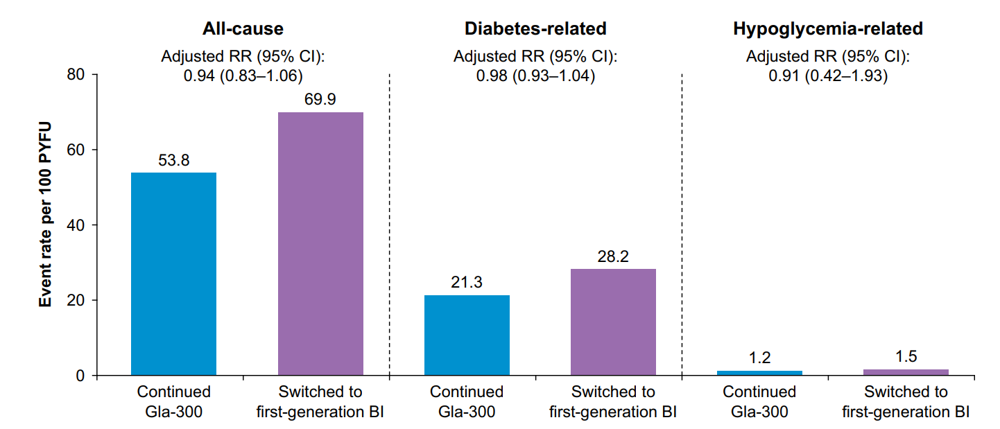 All-cause
Adjusted RR (95% CI):
0.94 (0.83–1.06)
Diabetes-related
Adjusted RR (95% CI):
0.98 (0.93–1.04)
Hypoglycemia-related
Adjusted RR (95% CI):
0.91 (0.42–1.93)
Event rate per 100 PYFU
80
60
40
20
0
53.8
69.9
21.3
28.2
1.2
1.5
Continued
Gla-300
Switched to
first-generation BI
Continued
Gla-300
Switched to
first-generation BI
Continued
Gla-300
Switched to
first-generation BI